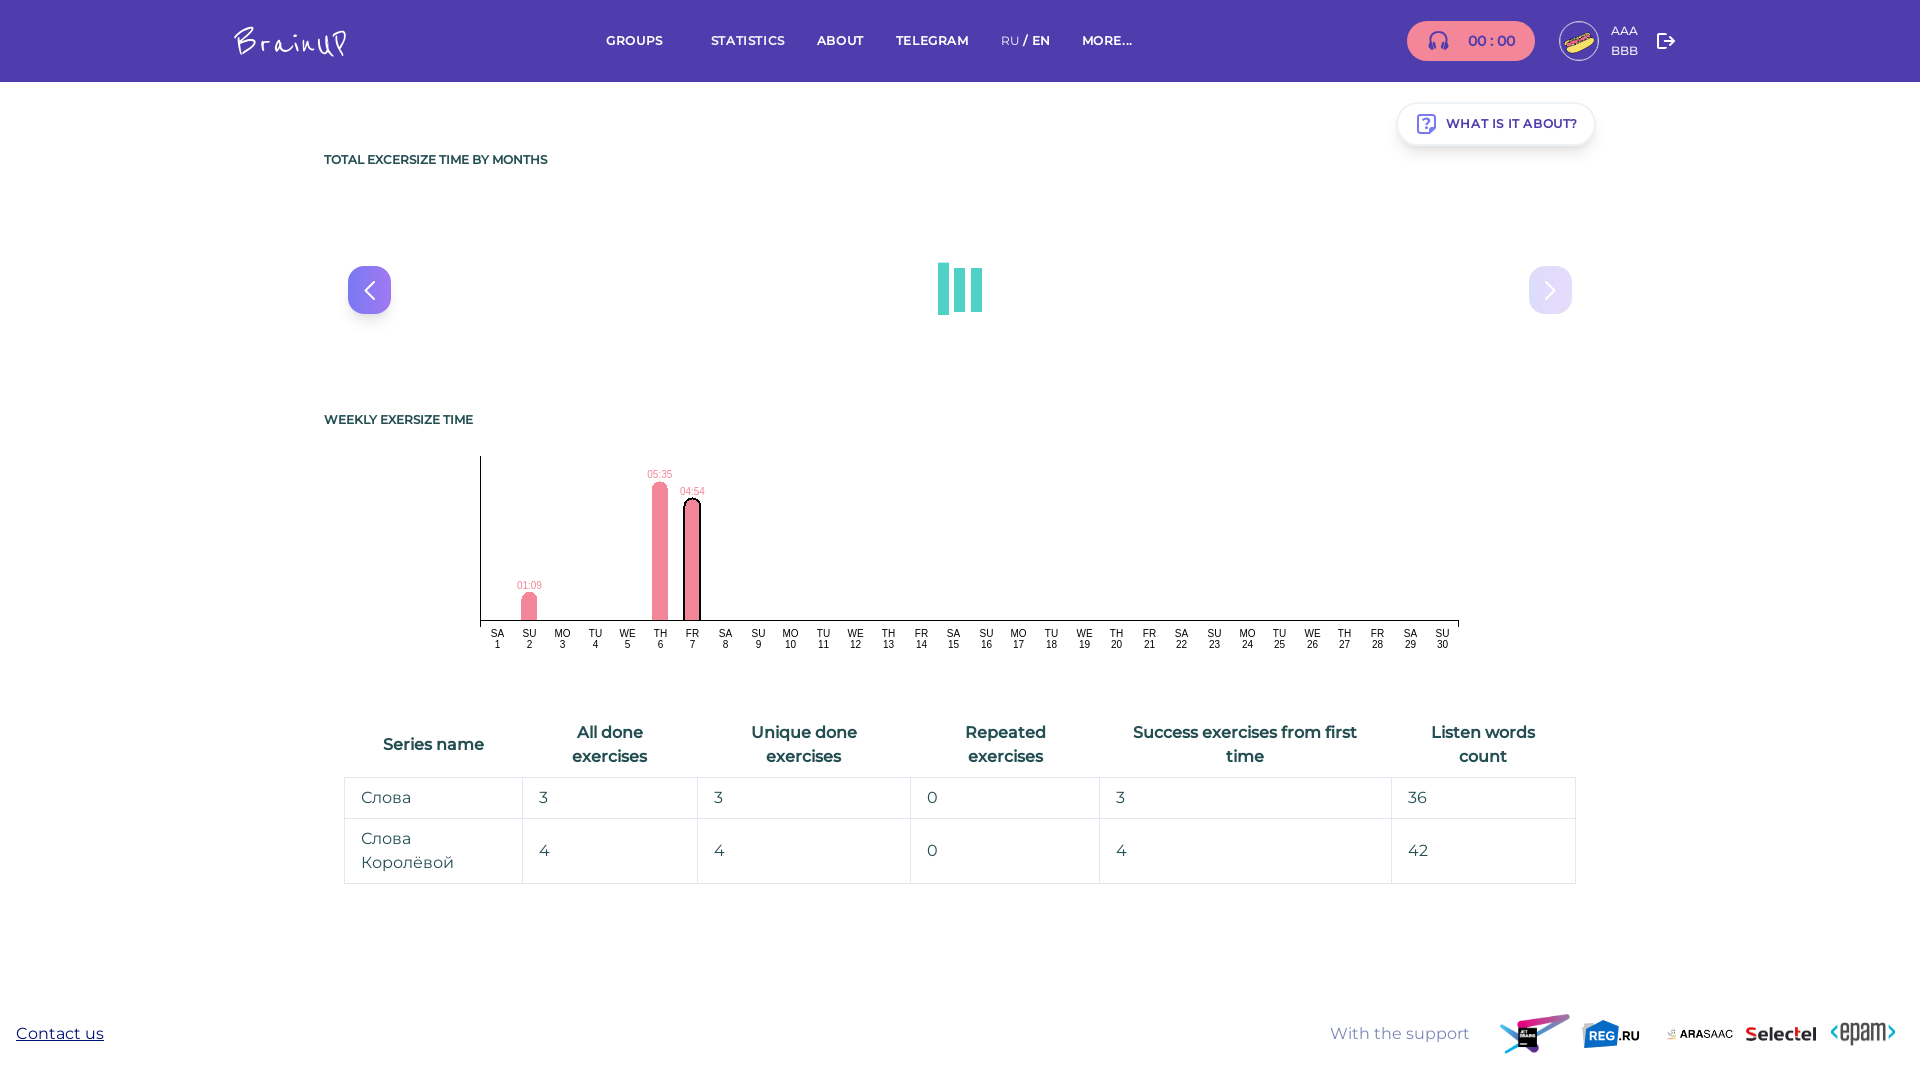 BrainUP
GROUPS
STATISTICS
ABOUT
TELEGRAM
RU / EN
MORE...
00 : 00
AAA
BBB
WHAT IS IT ABOUT?
TOTAL EXCERSIZE TIME BY MONTHS
WEEKLY EXERSIZE TIME
05:35
04:54
01:09
SA SU MO TU WE TH FR SA SU MO TU WE TH FR SA SU MO TU WE TH FR SA SU MO TU WE TH FR SA SU
1 2 3 4 5 6 7 8 9 10 11 12 13 14 15 16 17 18 19 20 21 22 23 24 25 26 27 28 29 30
Series name
All done
exercises
Unique done
exercises
Repeated
exercises
Success exercises from first
time
Listen words
count
Слова 3 3 0 3 36
Слова
Королёвой
4 4 0 4 42
Contact us
With the support
JET
BRAINS
REG.RU
ARASAAC
Selectel
<epam>